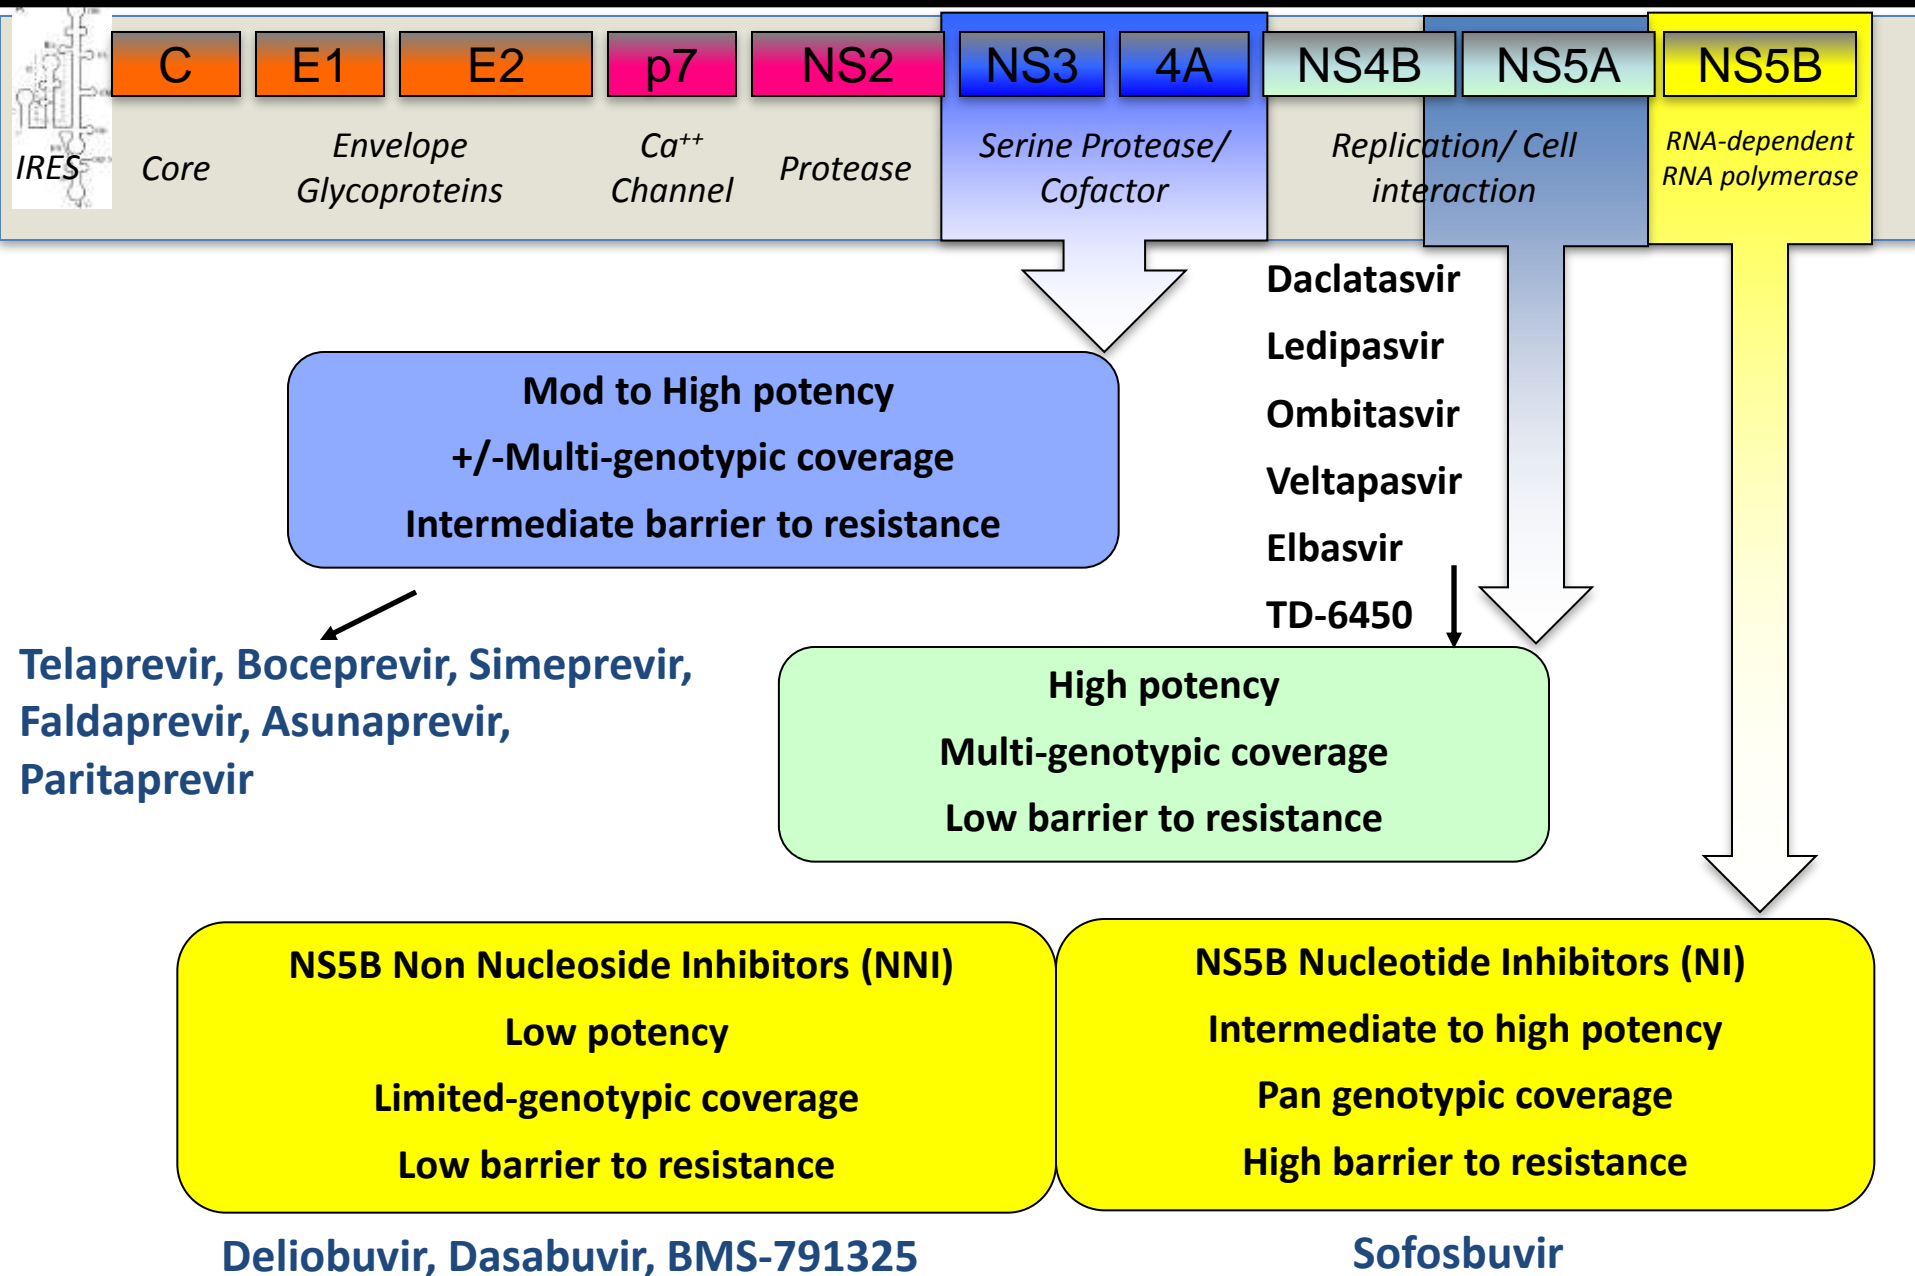 C E1 E2 p7 NS2 NS3 4A NS4B NS5A NS5B
IRES
Core
Envelope
Glycoproteins
Ca++
Channel
Protease
Serine Protease/
Cofactor
Replication/ Cell
interaction
RNA-dependent
RNA polymerase
Daclatasvir
Ledipasvir
Ombitasvir
Veltapasvir
Elbasvir
TD-6450
Mod to High potency
+/-Multi-genotypic coverage
Intermediate barrier to resistance
Telaprevir, Boceprevir, Simeprevir,
Faldaprevir, Asunaprevir,
Paritaprevir
High potency
Multi-genotypic coverage
Low barrier to resistance
NS5B Non Nucleoside Inhibitors (NNI)
Low potency
Limited-genotypic coverage
Low barrier to resistance
Deliobuvir, Dasabuvir, BMS-791325
NS5B Nucleotide Inhibitors (NI)
Intermediate to high potency
Pan genotypic coverage
High barrier to resistance
Sofosbuvir